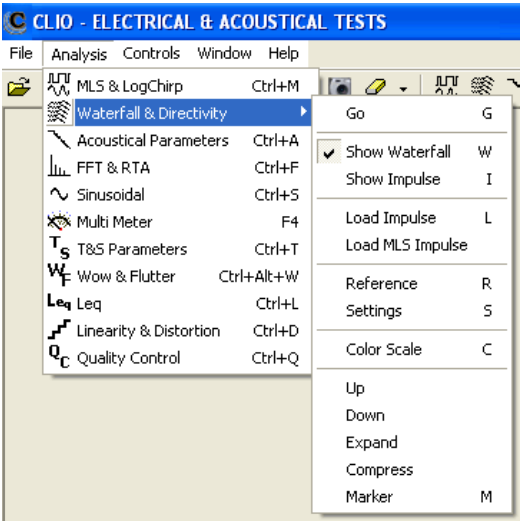 CLIO - ELECTRICAL & ACOUSTICAL TESTS
File Analysis Controls Window Help
MLS & LogChirp Ctrl+M
Waterfall & Directivity
Acoustical Parameters Ctrl+A
FFT & RTA Ctrl+F
Sinusoidal Ctrl+S
Multi Meter F4
T&S Parameters Ctrl+T
Wow & Flutter Ctrl+Alt+W
Leq Leq Ctrl+L
Linearity & Distortion Ctrl+D
Quality Control Ctrl+Q
Go G
Show Waterfall W
Show Impulse I
Load Impulse L
Load MLS Impulse
Reference R
Settings S
Color Scale C
Up
Down
Expand
Compress
Marker M